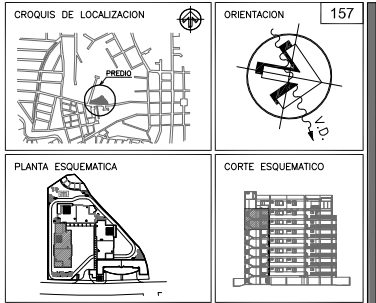 CROQUIS DE LOCALIZACION
PREDIO
ORIENTACION
157
V.D.
PLANTA ESQUEMATICA
CORTE ESQUEMATICO